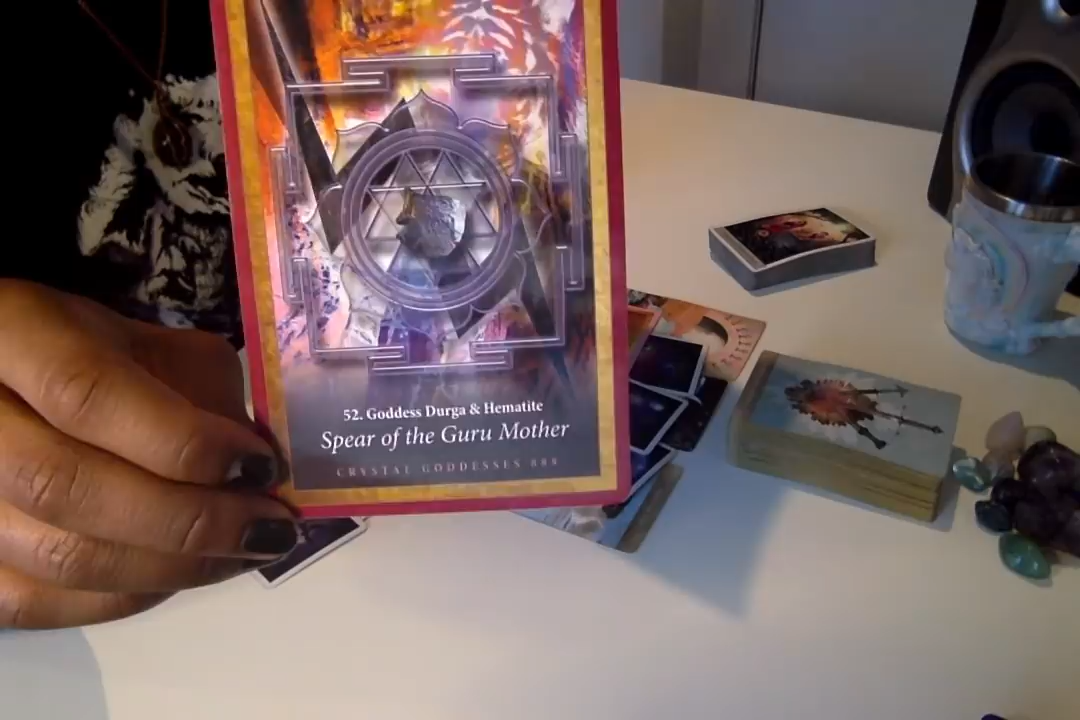 52. Goddess Durga & Hematite
Spear of the Guru Mother
CRYSTAL GODDESSES 888